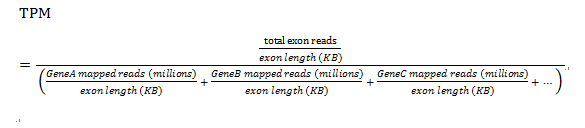 TPM
total exon reads
exon length (KB)
=
GeneA mapped reads (millions) + GeneB mapped reads (millions) + GeneC mapped reads (millions) + ...
exon length (KB) exon length (KB) exon length (KB)